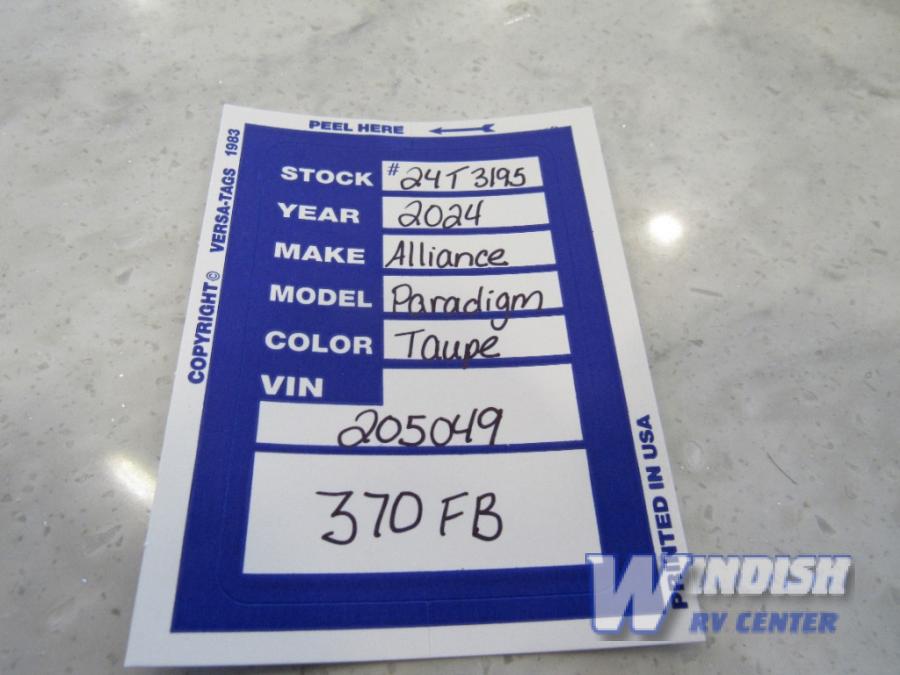 PEEL HERE
COPYRIGHT © VERSA-TAGS 1983
STOCK # 24T3195
YEAR 2024
MAKE Alliance
MODEL Paradigm
COLOR Taupe
VIN
205049
370 FB
PRINTED IN USA
WINDISH
RV CENTER